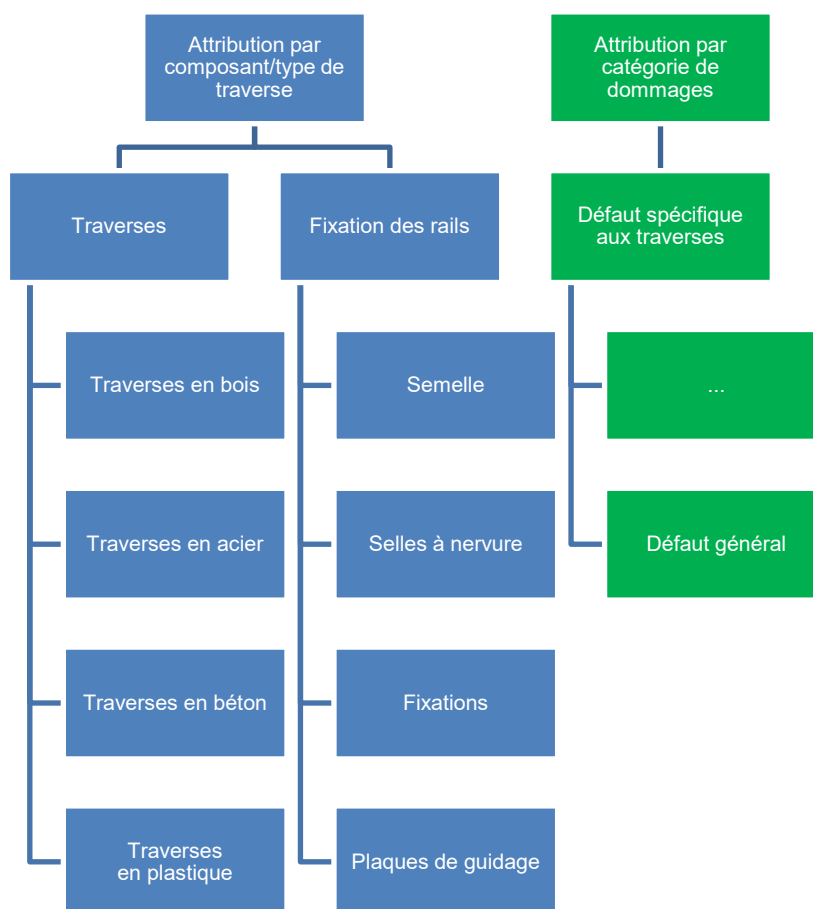 Attribution par
composant/type de
traverse
Attribution par
catégorie de
dommages
Traverses
Fixation des rails
Défaut spécifique
aux traverses
Traverses en bois
Semelle
...
Traverses en acier
Selles à nervure
Défaut général
Traverses en béton
Fixations
Traverses
en plastique
Plaques de guidage